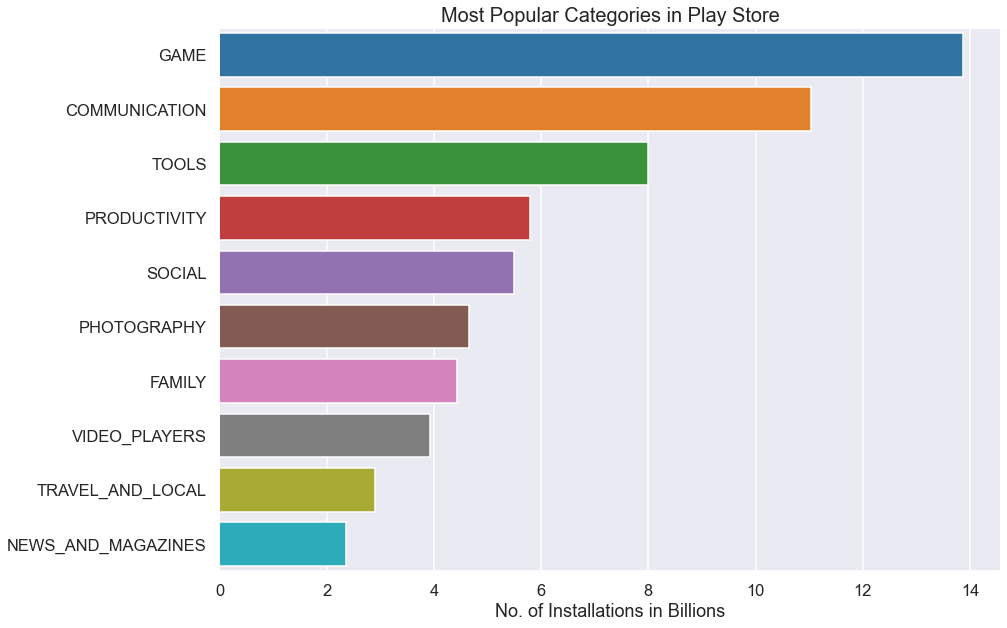 Most Popular Categories in Play Store
GAME
COMMUNICATION
TOOLS
PRODUCTIVITY
SOCIAL
PHOTOGRAPHY
FAMILY
VIDEO_PLAYERS
TRAVEL_AND_LOCAL
NEWS_AND_MAGAZINES
0 2 4 6 8 10 12 14
No. of Installations in Billions